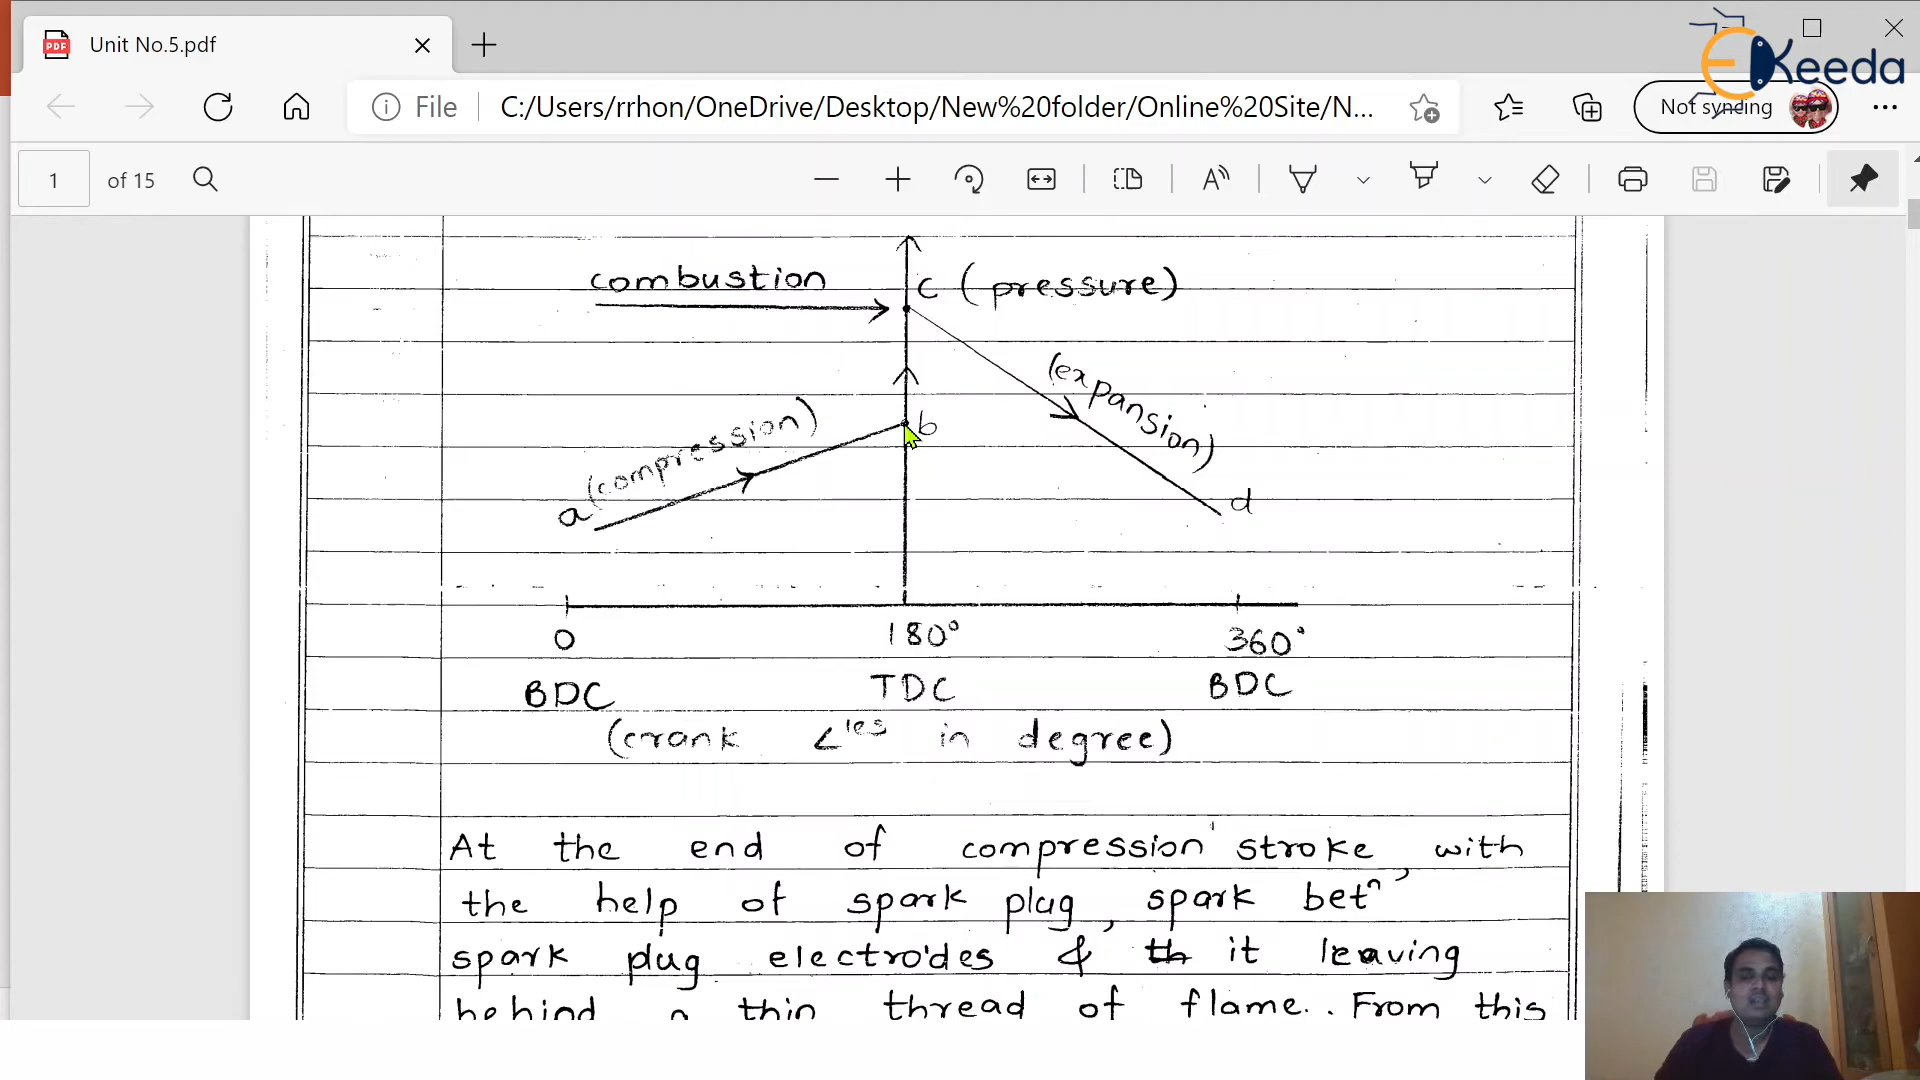 Unit No.5.pdf
EKeeda
File
C:/Users/rrhon/OneDrive/Desktop/New%20folder/Online%20Site/N...
Not syncing
1 of 15
combustion
c (pressure)
(expansion)
(compression)
b
a
d
0 180° 360°
BDC TDC BDC
(crank ∠les in degree)
At the end of compression stroke, with
the help of spark plug, spark betn
spark plug electrodes & it leaving
behind a thin thread of flame. From this